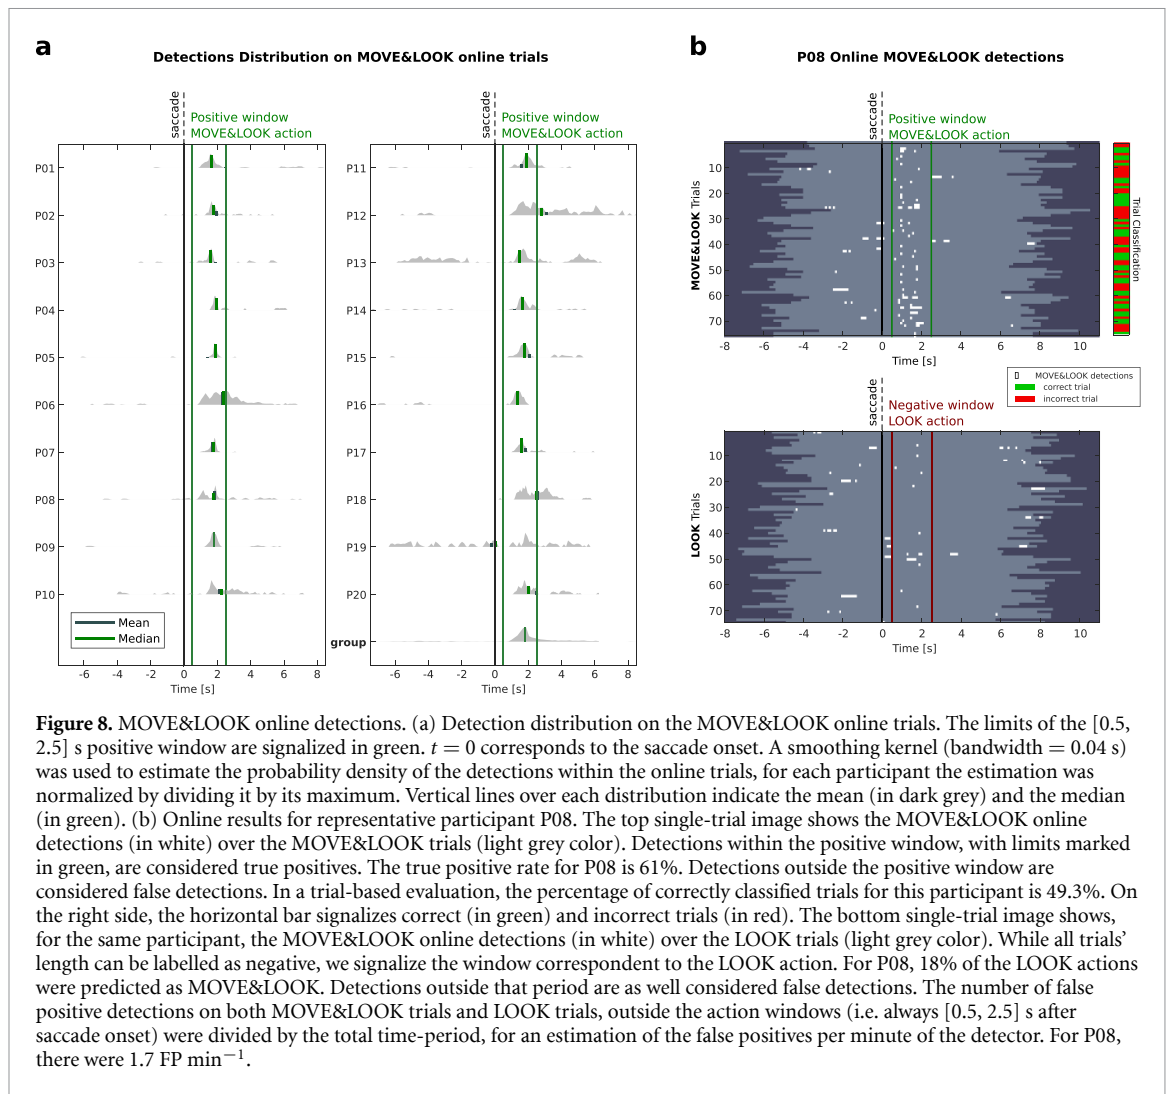 a
Detections Distribution on MOVE&LOOK online trials
saccade
Positive window
MOVE&LOOK action
P01
P02
P03
P04
P05
P06
P07
P08
P09
P10
Mean
Median
-6 -4 -2 0 2 4 6 8
Time [s]
saccade
Positive window
MOVE&LOOK action
P11
P12
P13
P14
P15
P16
P17
P18
P19
P20
group
-6 -4 -2 0 2 4 6 8
Time [s]
b
P08 Online MOVE&LOOK detections
saccade
Positive window
MOVE&LOOK action
MOVE&LOOK Trials
10
20
30
40
50
60
70
-8 -6 -4 -2 0 2 4 6 8 10
Time [s]
Trial Classification
MOVE&LOOK detections
correct trial
incorrect trial
saccade
Negative window
LOOK action
LOOK Trials
10
20
30
40
50
60
70
-8 -6 -4 -2 0 2 4 6 8 10
Time [s]
Figure 8. MOVE&LOOK online detections. (a) Detection distribution on the MOVE&LOOK online trials. The limits of the [0.5,
2.5] s positive window are signalized in green. t = 0 corresponds to the saccade onset. A smoothing kernel (bandwidth = 0.04 s)
was used to estimate the probability density of the detections within the online trials, for each participant the estimation was
normalized by dividing it by its maximum. Vertical lines over each distribution indicate the mean (in dark grey) and the median
(in green). (b) Online results for representative participant P08. The top single-trial image shows the MOVE&LOOK online
detections (in white) over the MOVE&LOOK trials (light grey color). Detections within the positive window, with limits marked
in green, are considered true positives. The true positive rate for P08 is 61%. Detections outside the positive window are
considered false detections. In a trial-based evaluation, the percentage of correctly classified trials for this participant is 49.3%. On
the right side, the horizontal bar signalizes correct (in green) and incorrect trials (in red). The bottom single-trial image shows,
for the same participant, the MOVE&LOOK online detections (in white) over the LOOK trials (light grey color). While all trials'
length can be labelled as negative, we signalize the window correspondent to the LOOK action. For P08, 18% of the LOOK actions
were predicted as MOVE&LOOK. Detections outside that period are as well considered false detections. The number of false
positive detections on both MOVE&LOOK trials and LOOK trials, outside the action windows (i.e. always [0.5, 2.5] s after
saccade onset) were divided by the total time-period, for an estimation of the false positives per minute of the detector. For P08,
there were 1.7 FP min⁻¹.